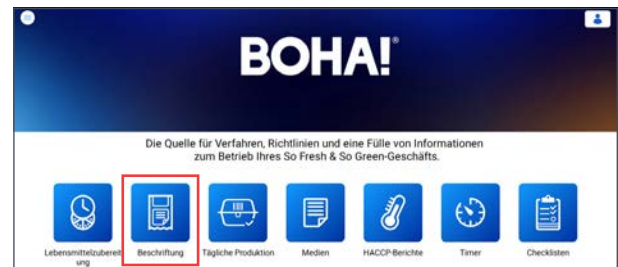 BOHA!®
Die Quelle für Verfahren, Richtlinien und eine Fülle von Informationen
zum Betrieb Ihres So Fresh & So Green-Geschäfts.
Lebensmittelzubereit
ung
Beschriftung
Tägliche Produktion
Medien
HACCP-Berichte
Timer
Checklisten